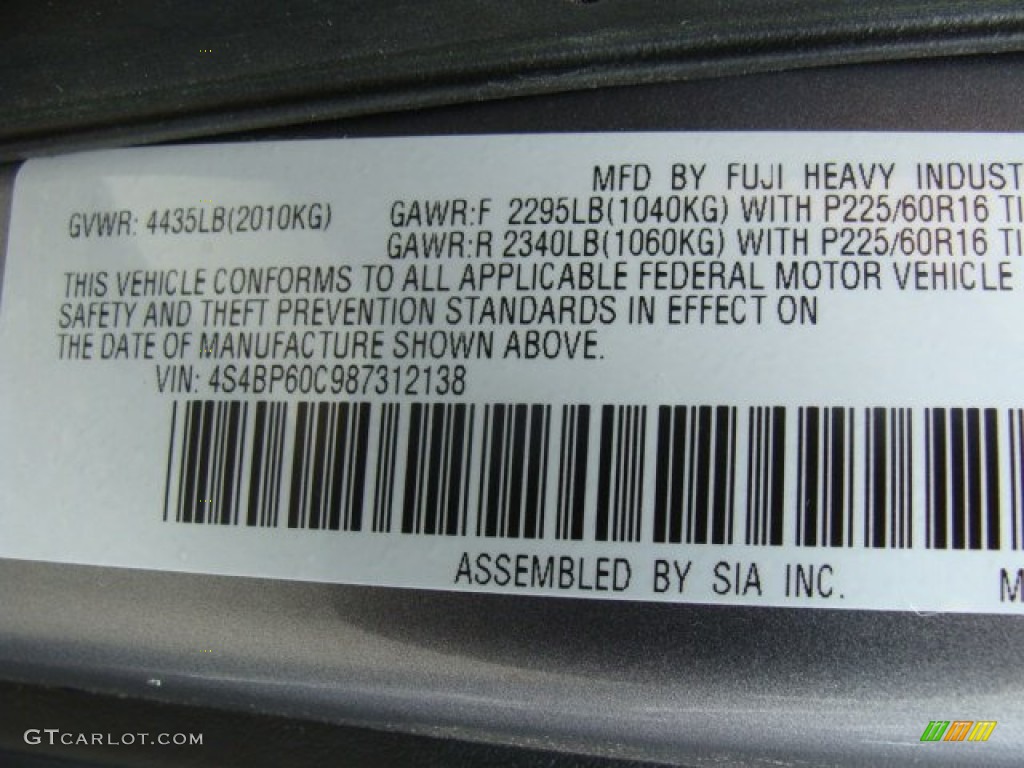 MFD BY FUJI HEAVY INDUST
GVWR: 4435LB(2010KG) GAWR:F 2295LB(1040KG) WITH P225/60R16 TI
GAWR:R 2340LB(1060KG) WITH P225/60R16 TI
THIS VEHICLE CONFORMS TO ALL APPLICABLE FEDERAL MOTOR VEHICLE
SAFETY AND THEFT PREVENTION STANDARDS IN EFFECT ON
THE DATE OF MANUFACTURE SHOWN ABOVE.
VIN: 4S4BP60C987312138
ASSEMBLED BY SIA INC. M
GTCARLOT.COM